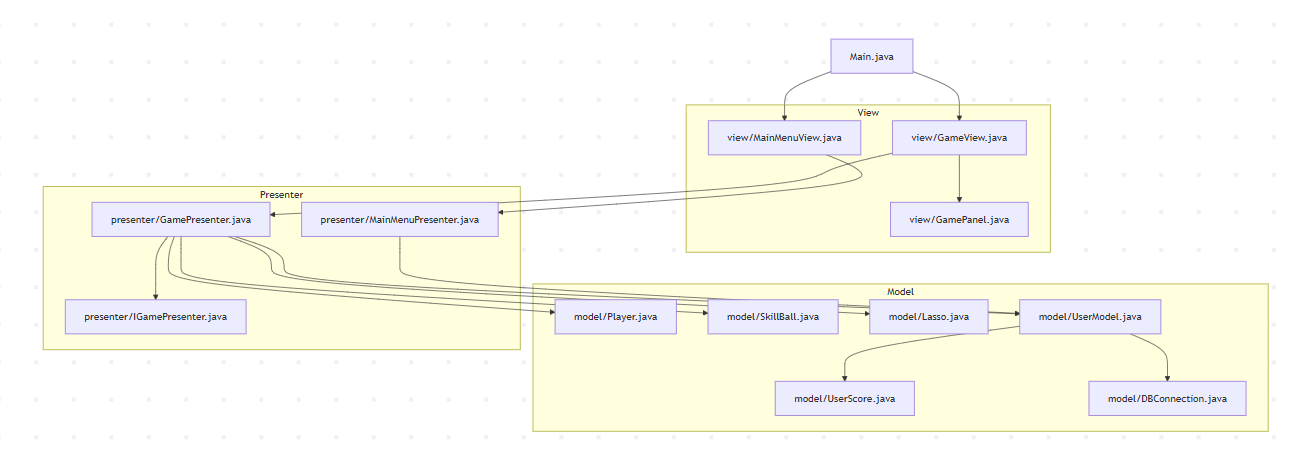 Main.java
View
view/MainMenuView.java
view/GameView.java
view/GamePanel.java
Presenter
presenter/GamePresenter.java
presenter/MainMenuPresenter.java
presenter/IGamePresenter.java
Model
model/Player.java
model/SkillBall.java
model/Lasso.java
model/UserModel.java
model/UserScore.java
model/DBConnection.java